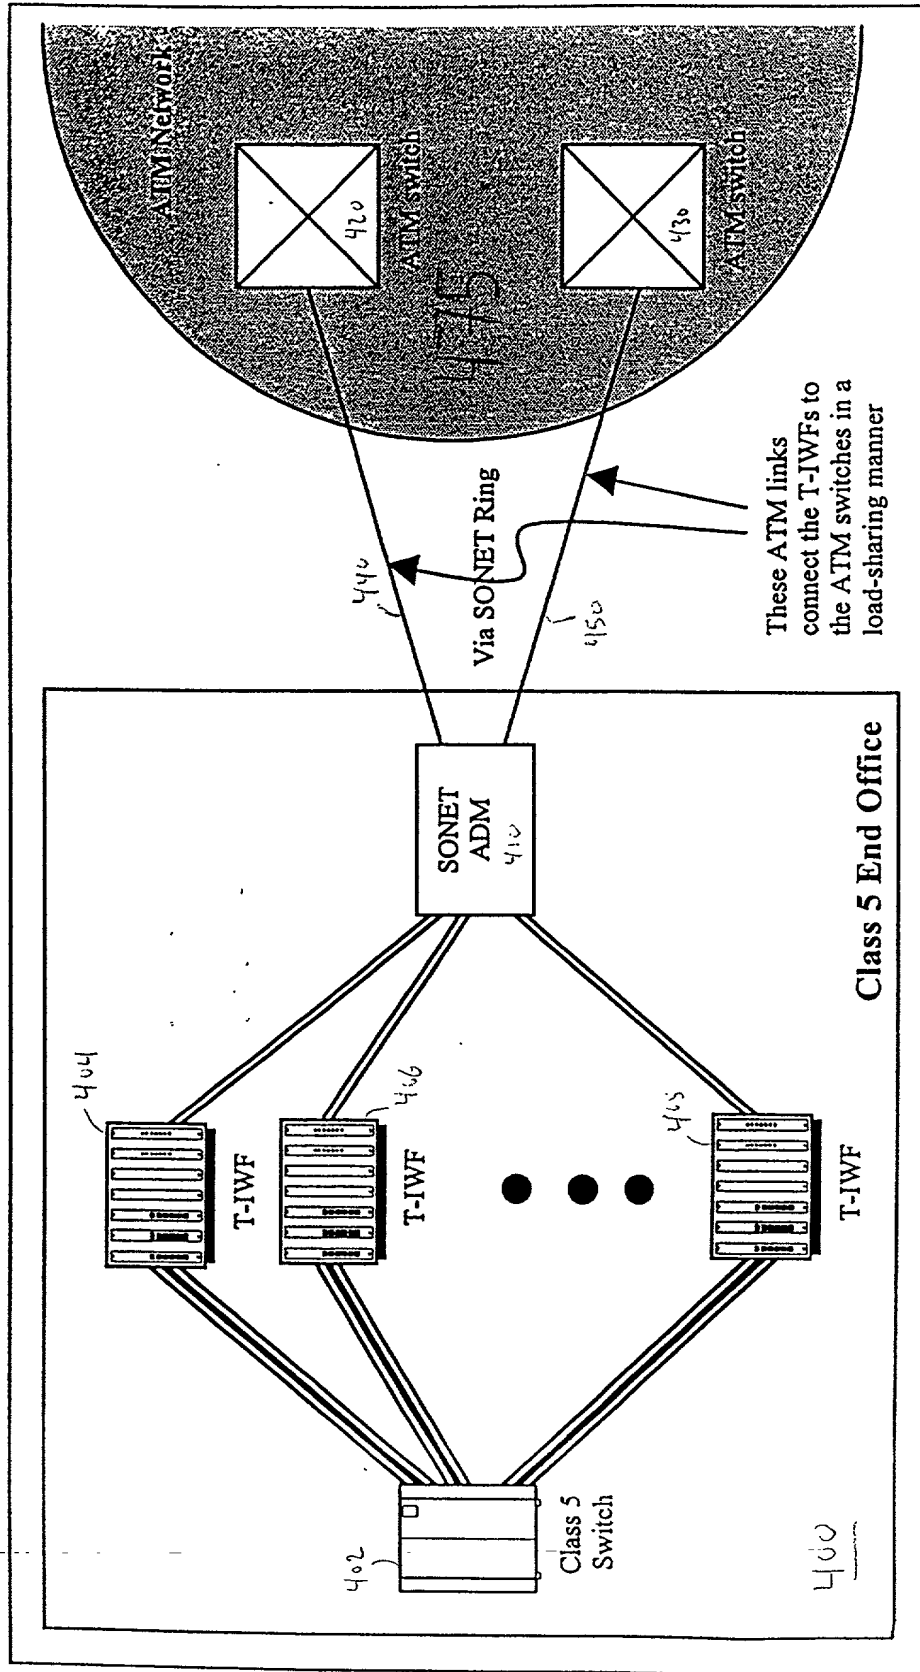 ATM Network
420
ATM switch
475
430
ATM switch
440
Via SONET Ring
450
These ATM links
connect the T-IWFs to
the ATM switches in a
load-sharing manner
SONET
ADM
410
Class 5 End Office
404
T-IWF
406
T-IWF
T-IWF
402
Class 5
Switch
400